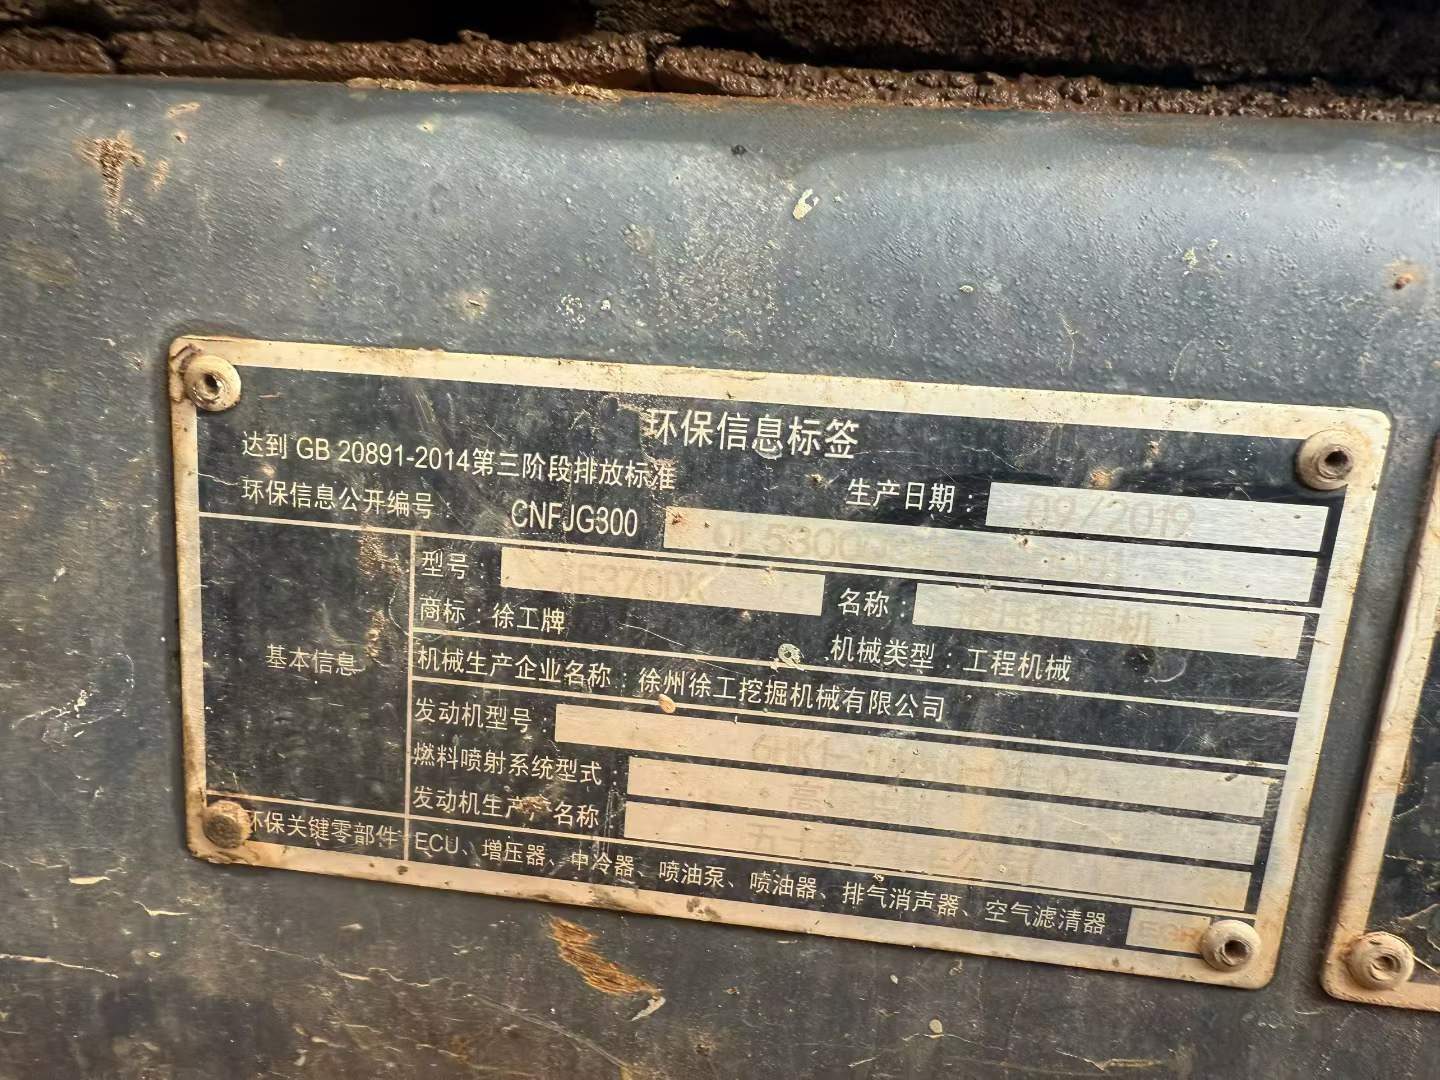 环保信息标签
达到 GB 20891-2014第三阶段排放标准
生产日期： 09/2019
环保信息公开编号： CNFJG300
型号： XE370DK 名称：
商标：徐工牌 机械类型：工程机械
基本信息
机械生产企业名称：徐州徐工挖掘机械有限公司
发动机型号：
燃料喷射系统型式：
发动机生产 名称
环保关键零部件 ECU、增压器、中冷器、喷油泵、喷油器、排气消声器、空气滤清器